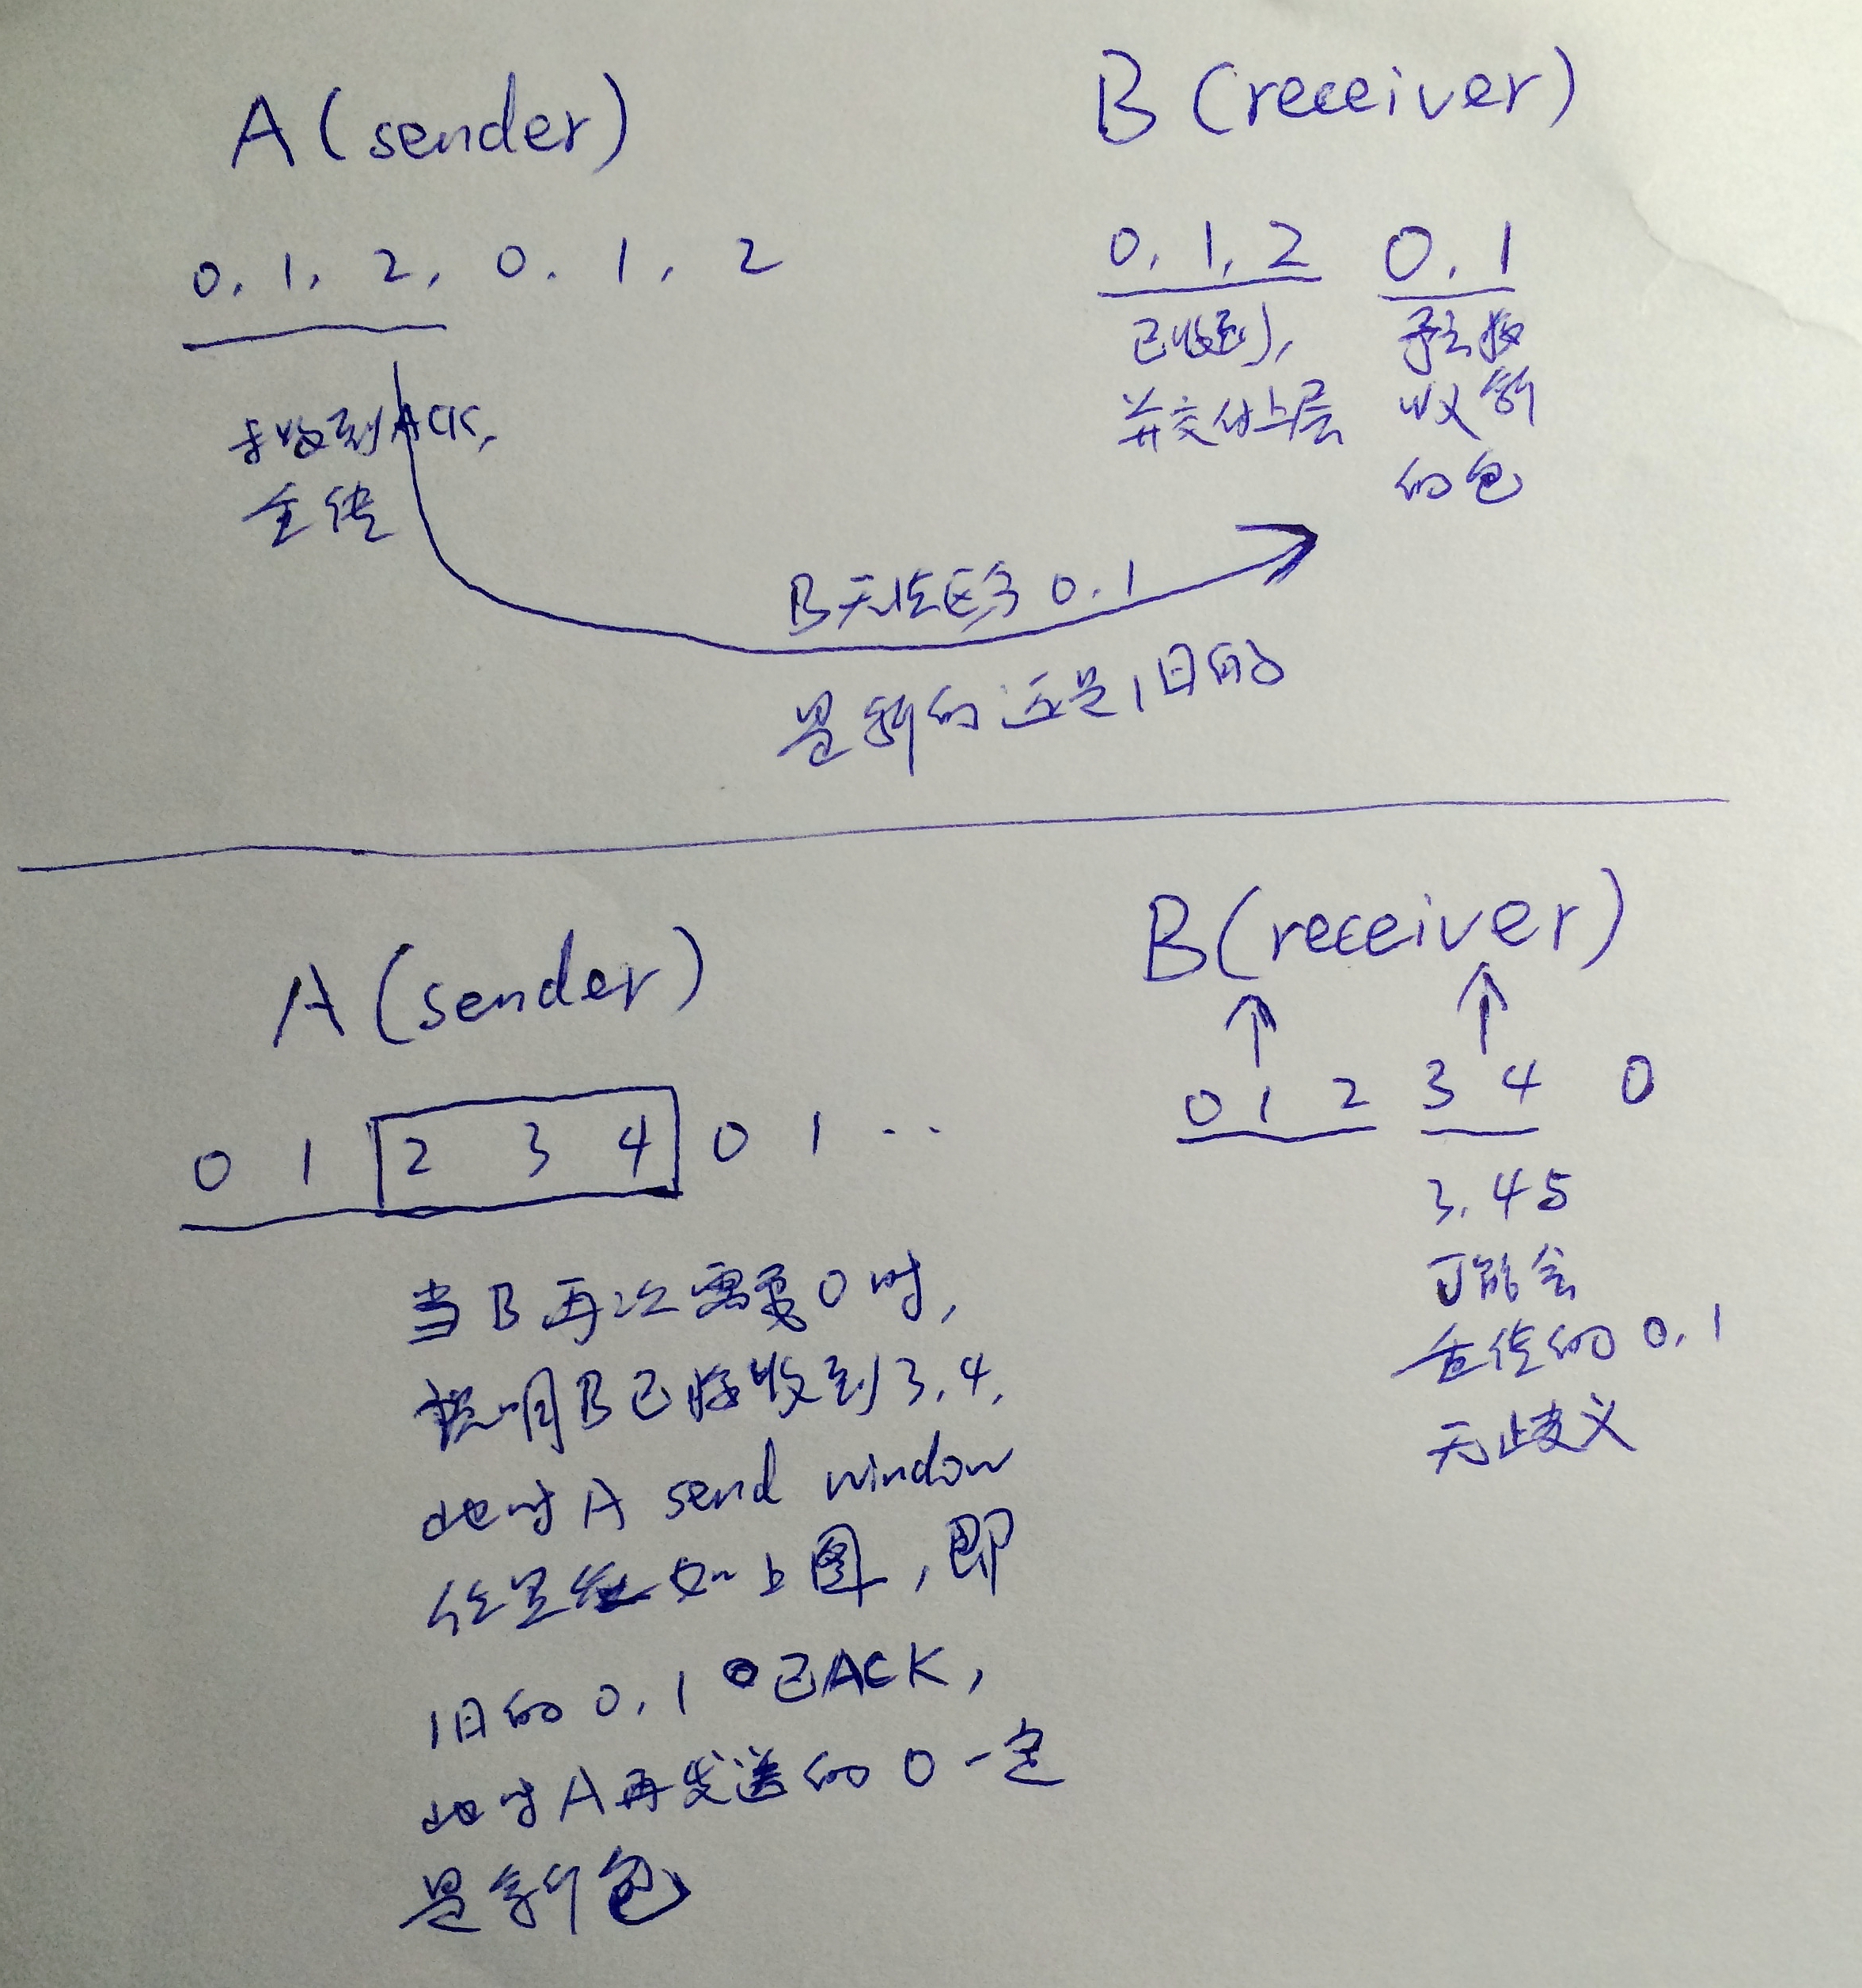 A (sender)
0, 1, 2, 0, 1, 2
未收到ACK,
重传
B (receiver)
0, 1, 2 0, 1
已收到, 予备接
并交付上层 收新
的包
B无法区分 0, 1
是新的还是旧的
A (sender)
0 1 2 3 4 0 1 ..
当B再次需要0时,
说明B已经收到3,4,
此时A send window
位置 如上图,即
旧的0,1 已ACK,
此时A再发送的0一定
是新包
B (receiver)
0 1 2 3 4 0
3,4与
可能会
重传的0,1
无歧义